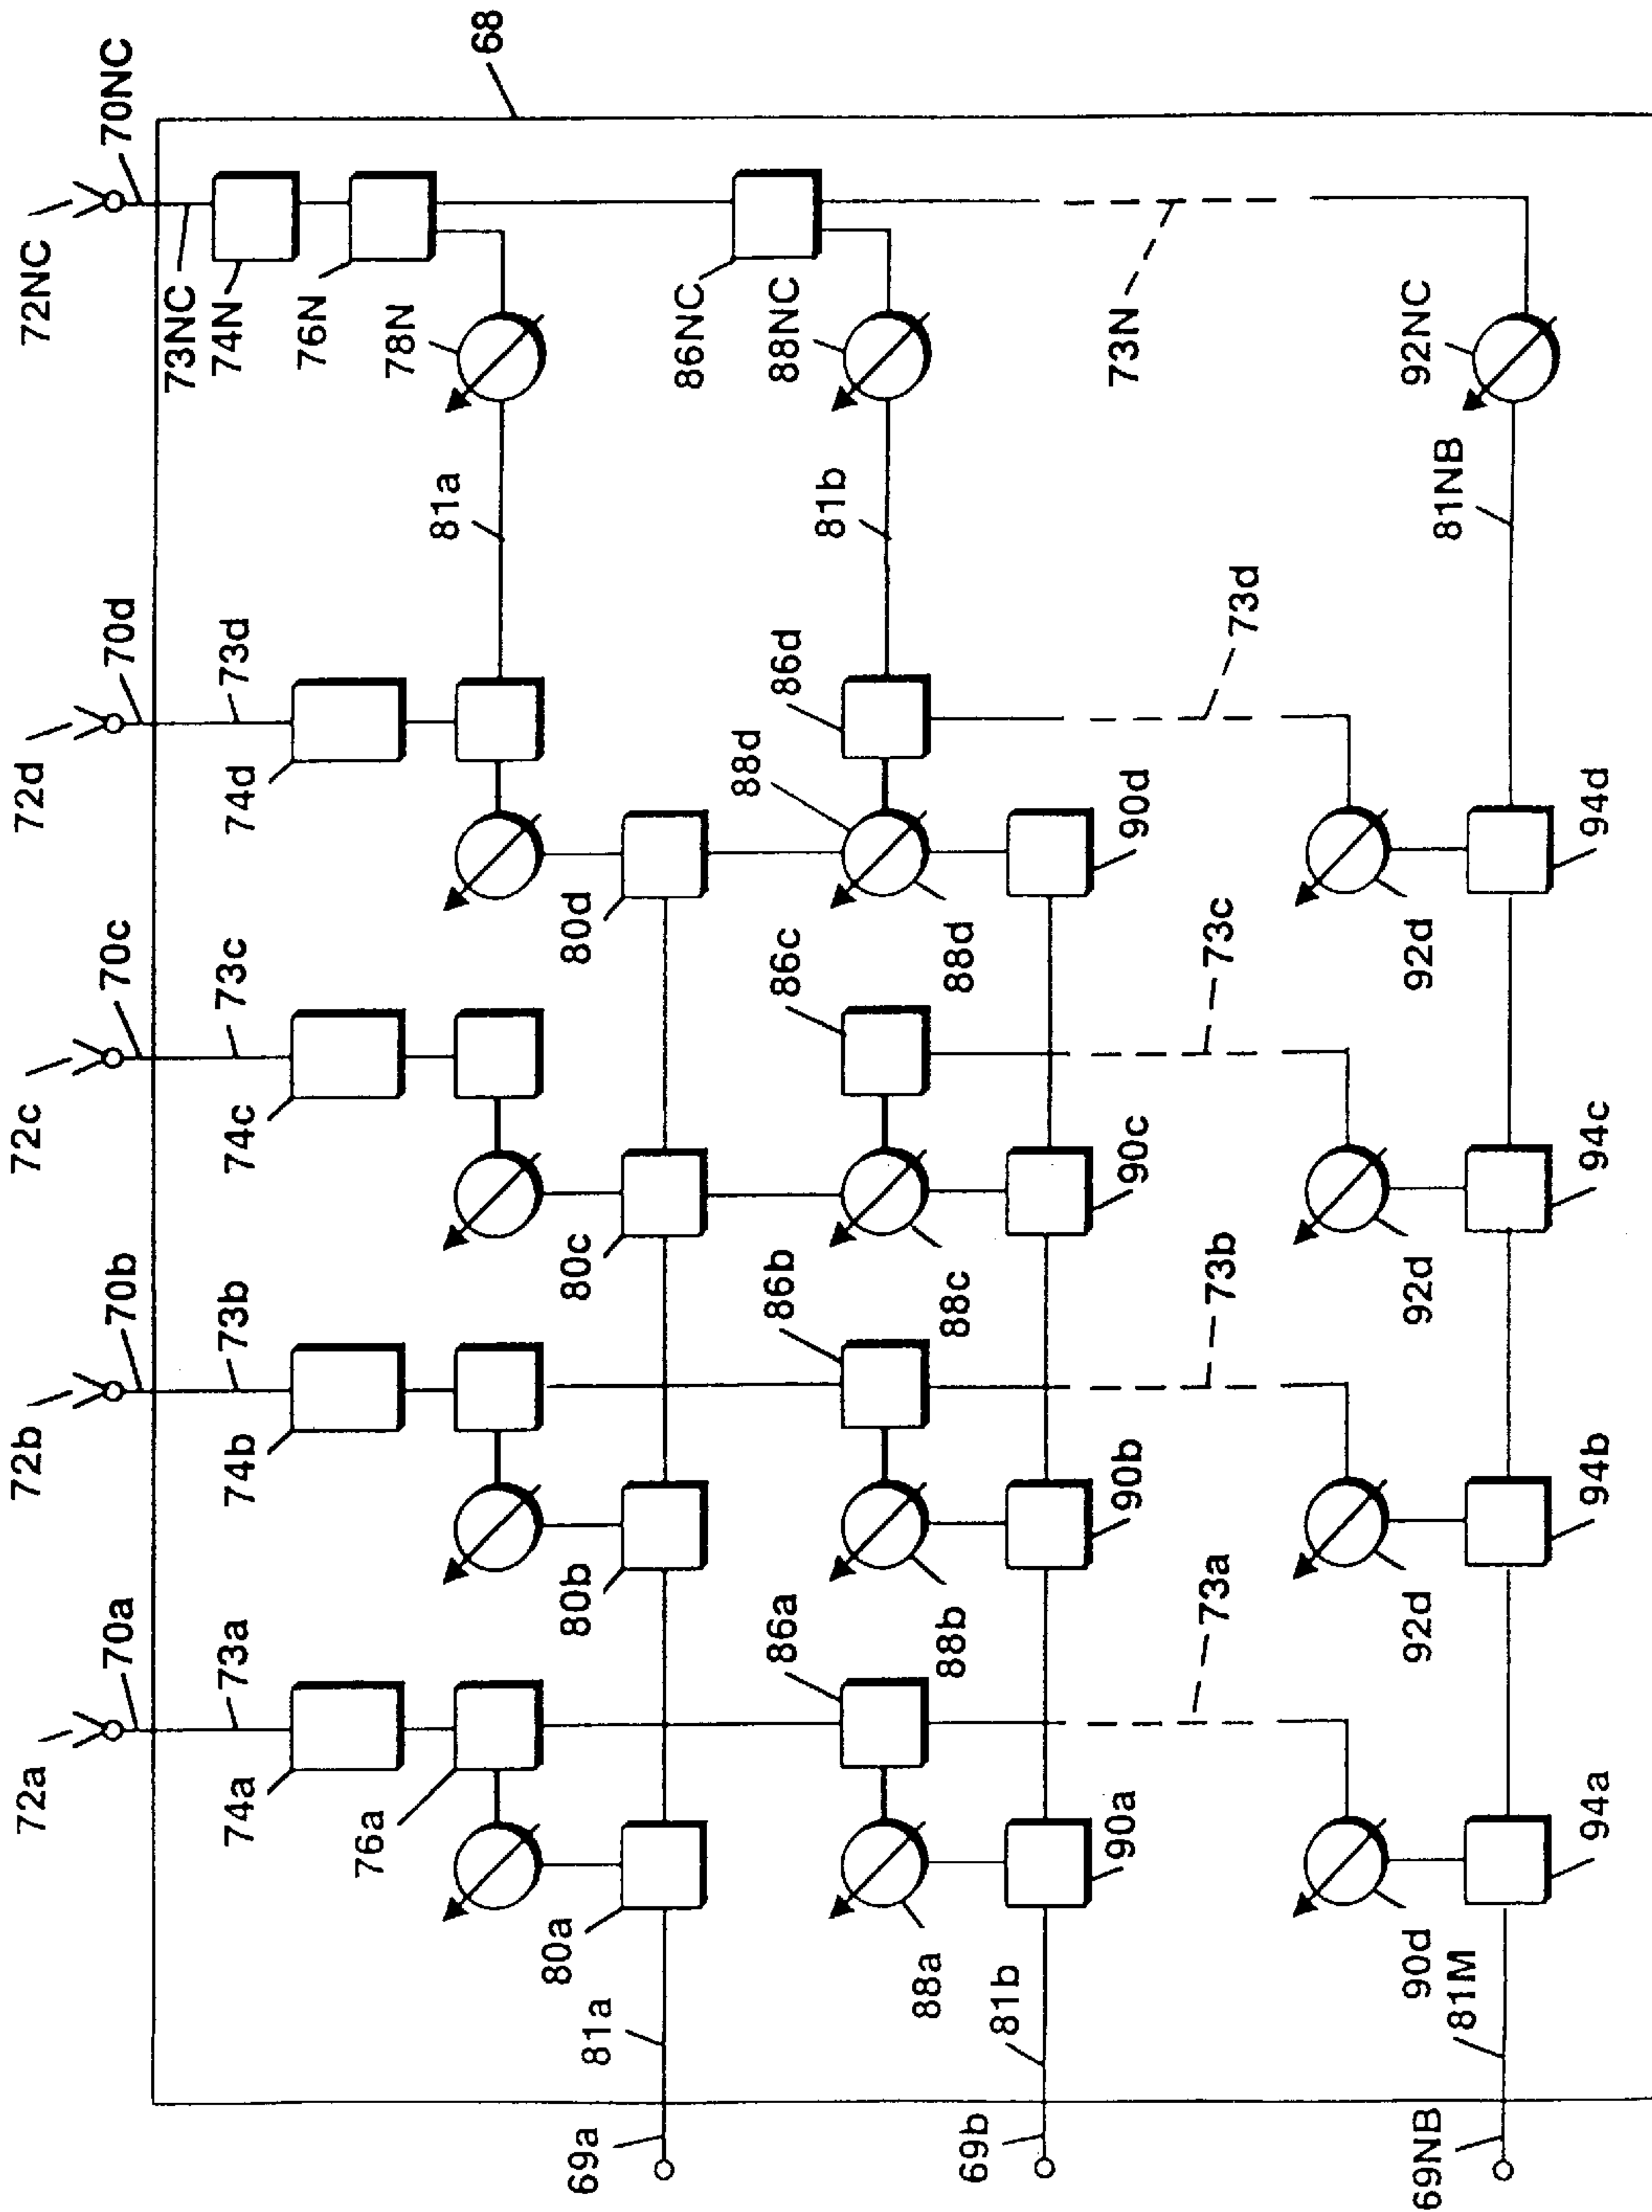 72a
72b
72c
72d
72NC
70a
70b
70c
70d
70NC
68
73a
73b
73c
73d
73NC
74a
74b
74c
74d
74N
76a
76N
78N
81a
80a
80b
80c
80d
81a
86a
86b
86c
86d
86NC
88a
88b
88c
88d
88d
88NC
81b
69a
81b
90a
90b
90c
90d
69b
73a
73b
73c
73d
73N
90d
92d
92d
92d
92NC
81M
81NB
69NB
94a
94b
94c
94d